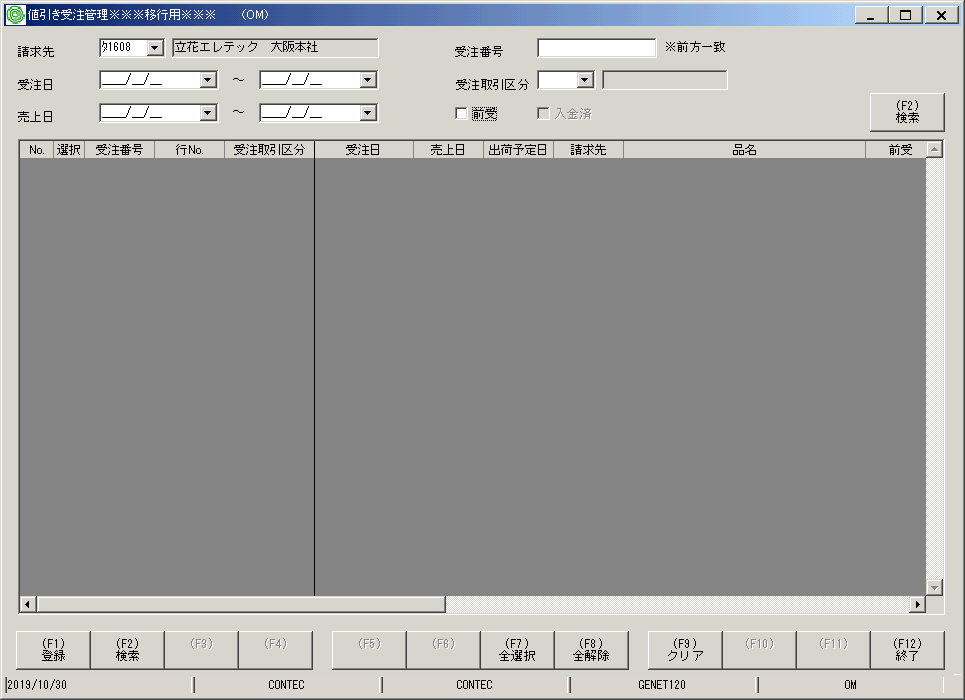 値引き受注管理※※※移行用※※※　　（OM）
請求先 ﾀ1608 立花エレテック　大阪本社 受注番号 ※前方一致
受注日 ___/__/__ ～ ___/__/__ 受注取引区分
売上日 ___/__/__ ～ ___/__/__ 前受 入金済
(F2)
検索
No. 選択 受注番号 行No. 受注取引区分 受注日 売上日 出荷予定日 請求先 品名 前受
(F1) (F2) (F3) (F4) (F5) (F6) (F7) (F8) (F9) (F10) (F11) (F12)
登録 検索 全選択 全解除 クリア 終了
2019/10/30 CONTEC CONTEC GENET120 OM